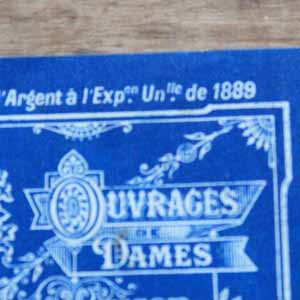 d'Argent à l'Expon Unlle de 1889
OUVRAGES
DE
DAMES